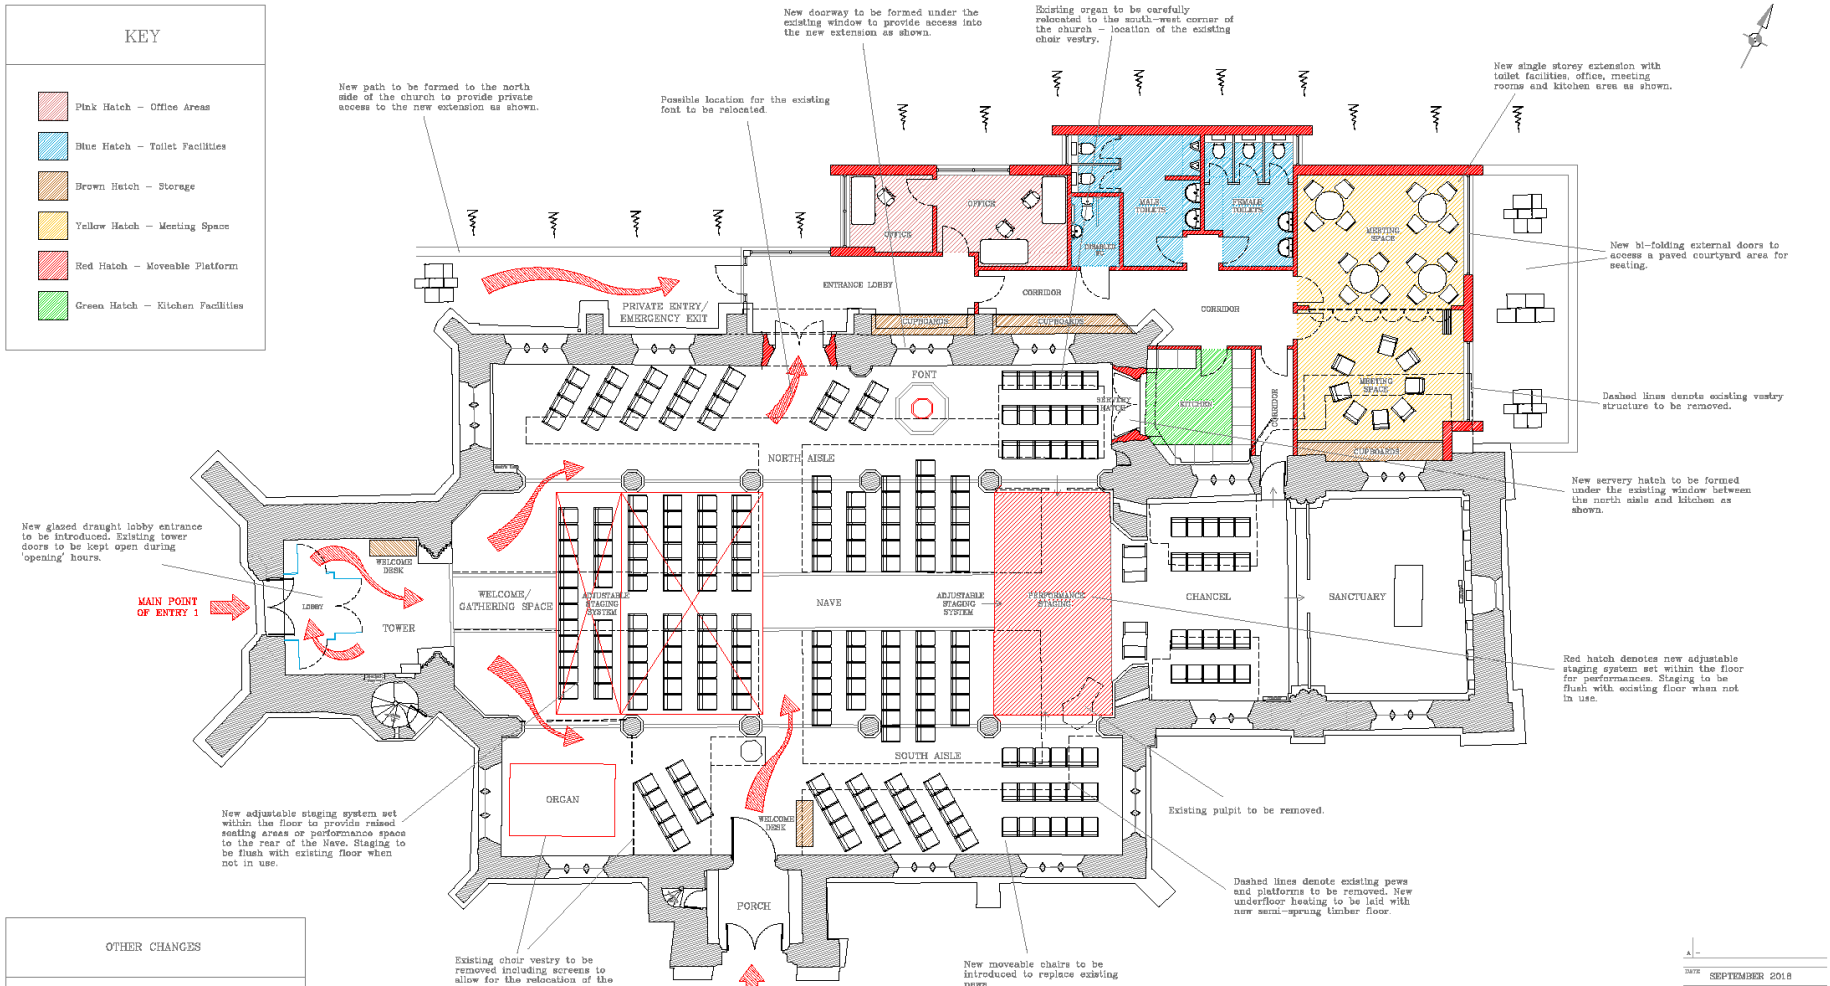 KEY
Pink Hatch - Office Areas
Blue Hatch - Toilet Facilities
Brown Hatch - Storage
Yellow Hatch - Meeting Space
Red Hatch - Moveable Platform
Green Hatch - Kitchen Facilities
New path to be formed to the north
side of the church to provide private
access to the new extension as shown.
Possible location for the existing
font to be relocated.
New doorway to be formed under the
existing window to provide access into
the new extension as shown.
Existing organ to be carefully
relocated to the south-west corner of
the church - location of the existing
choir vestry.
New single storey extension with
toilet facilities, office, meeting
rooms and kitchen area as shown.
New bi-folding external doors to
access a paved courtyard area for
seating.
Dashed lines denote existing vestry
structure to be removed.
New servery hatch to be formed
under the existing window between
the north aisle and kitchen as
shown.
Red hatch denotes new adjustable
staging system set within the floor
for performances. Staging to be
flush with existing floor when not
in use.
OFFICE
OFFICE
MALE
TOILETS
FEMALE
TOILETS
DISABLED
WC
MEETING
SPACE
ENTRANCE LOBBY
CORRIDOR
CORRIDOR
PRIVATE ENTRY/
EMERGENCY EXIT
CUPBOARDS
CUPBOARDS
FONT
SERVERY
HATCH
KITCHEN
CORRIDOR
MEETING
SPACE
CUPBOARDS
NORTH AISLE
New glazed draught lobby entrance
to be introduced. Existing tower
doors to be kept open during
'opening' hours.
MAIN POINT
OF ENTRY 1
LOBBY
WELCOME
DESK
TOWER
WELCOME/
GATHERING SPACE
ADJUSTABLE
STAGING
SYSTEM
NAVE
ADJUSTABLE
STAGING
SYSTEM
PERFORMANCE
STAGING
CHANCEL
SANCTUARY
SOUTH AISLE
ORGAN
WELCOME
DESK
PORCH
New adjustable staging system set
within the floor to provide raised
seating areas or performance space
to the rear of the Nave. Staging to
be flush with existing floor when
not in use.
Existing pulpit to be removed.
Dashed lines denote existing pews
and platforms to be removed. New
underfloor heating to be laid with
new semi-sprung timber floor.
OTHER CHANGES
Existing choir vestry to be
removed including screens to
allow for the relocation of the
New moveable chairs to be
introduced to replace existing
pews
A -
DATE SEPTEMBER 2018